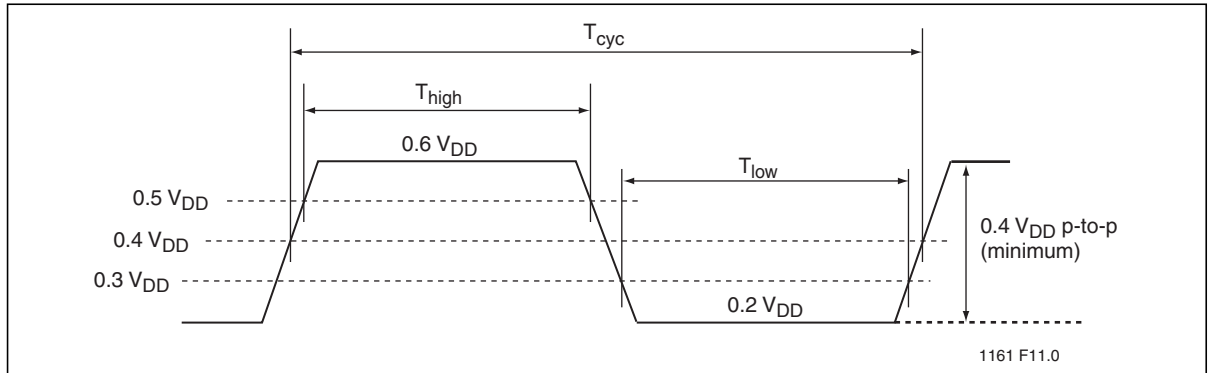 Tcyc
Thigh
0.6 VDD
Tlow
0.5 VDD
0.4 VDD
0.4 VDD p-to-p
(minimum)
0.3 VDD
0.2 VDD
1161 F11.0